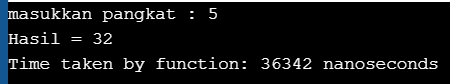 masukkan pangkat : 5
Hasil = 32
Time taken by function: 36342 nanoseconds